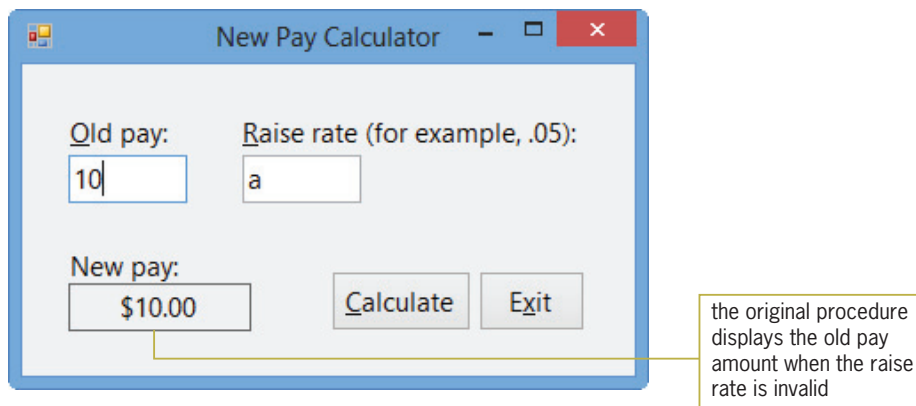 New Pay Calculator
Old pay:
Raise rate (for example, .05):
10
a
New pay:
$10.00
Calculate
Exit
the original procedure
displays the old pay
amount when the raise
rate is invalid